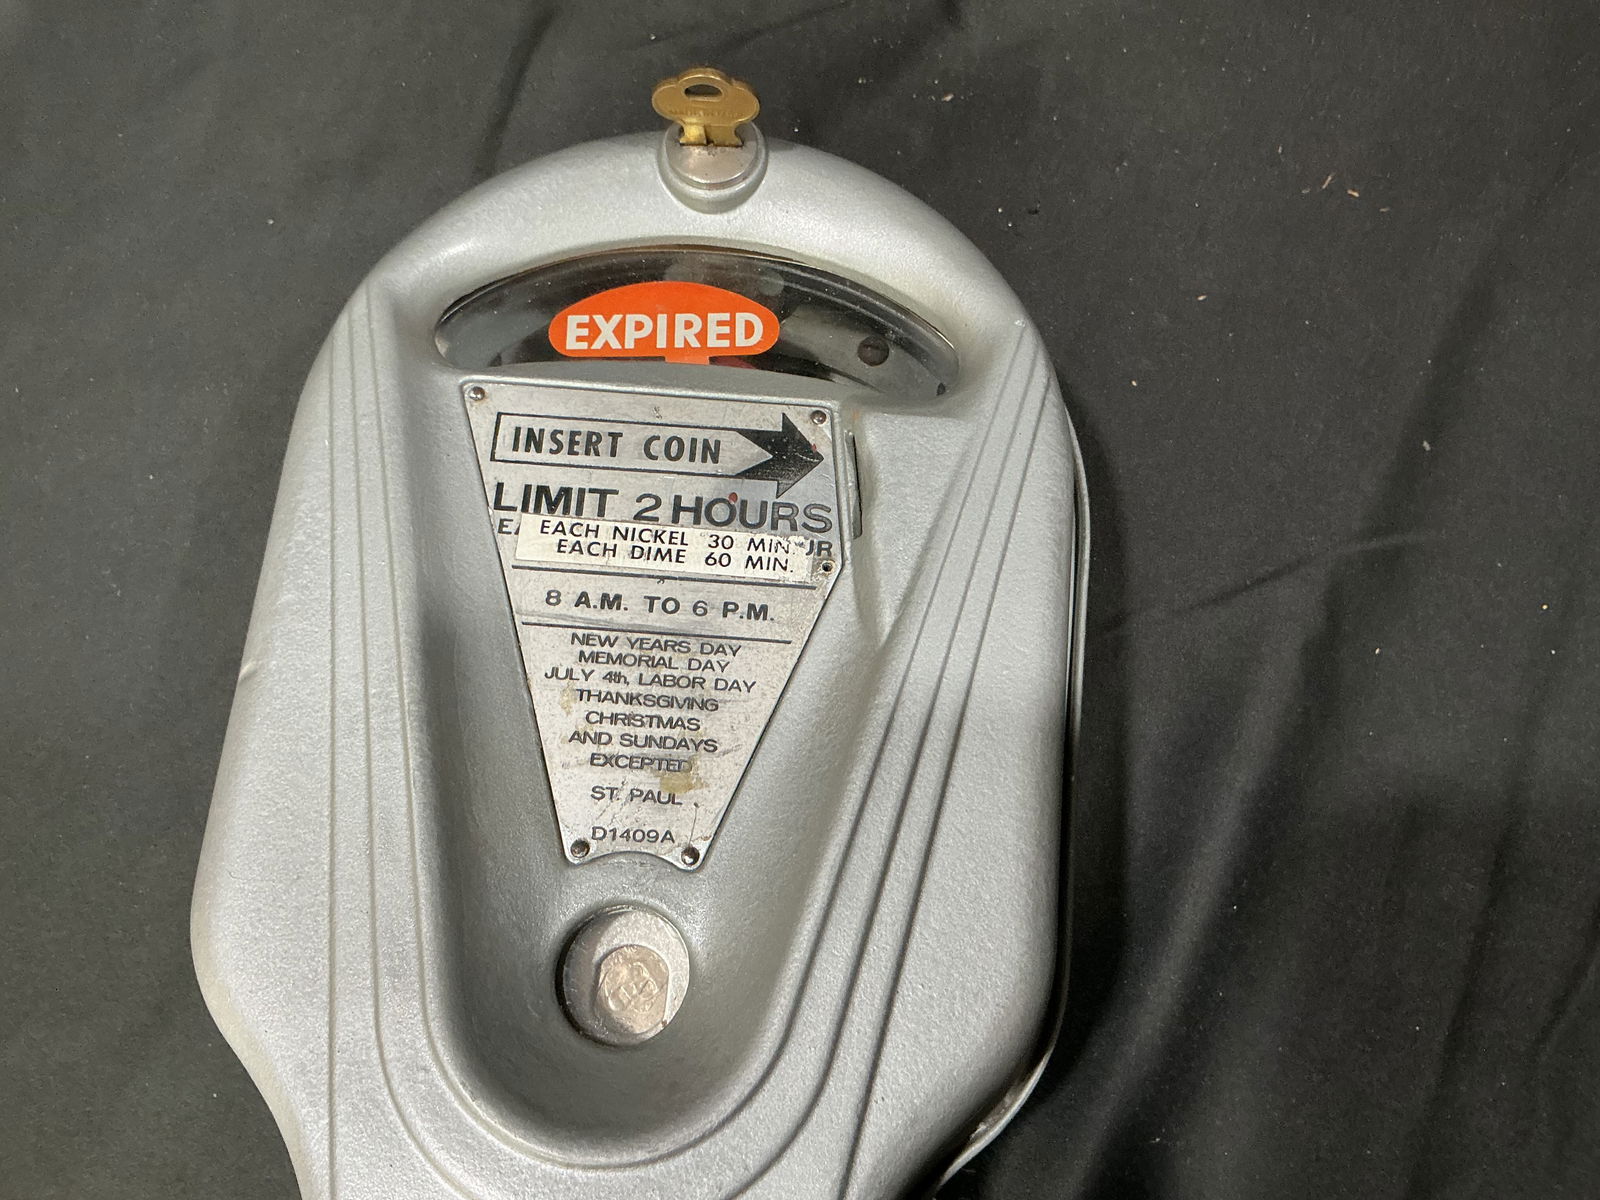 EXPIRED
INSERT COIN
LIMIT 2 HOURS
EACH NICKEL 30 MIN.
EACH DIME 60 MIN.
8 A.M. TO 6 P.M.
NEW YEARS DAY
MEMORIAL DAY
JULY 4th, LABOR DAY
THANKSGIVING
CHRISTMAS
AND SUNDAYS
EXCEPTED
ST. PAUL
D1409A